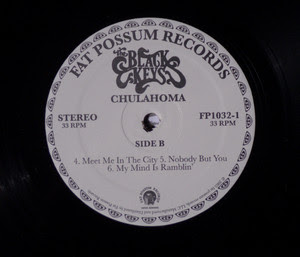 FAT POSSUM RECORDS
the BLACK KEYS
CHULAHOMA
STEREO
33 RPM
FP1032-1
33 RPM
SIDE B
4. Meet Me In The City 5. Nobody But You
6. My Mind Is Ramblin'